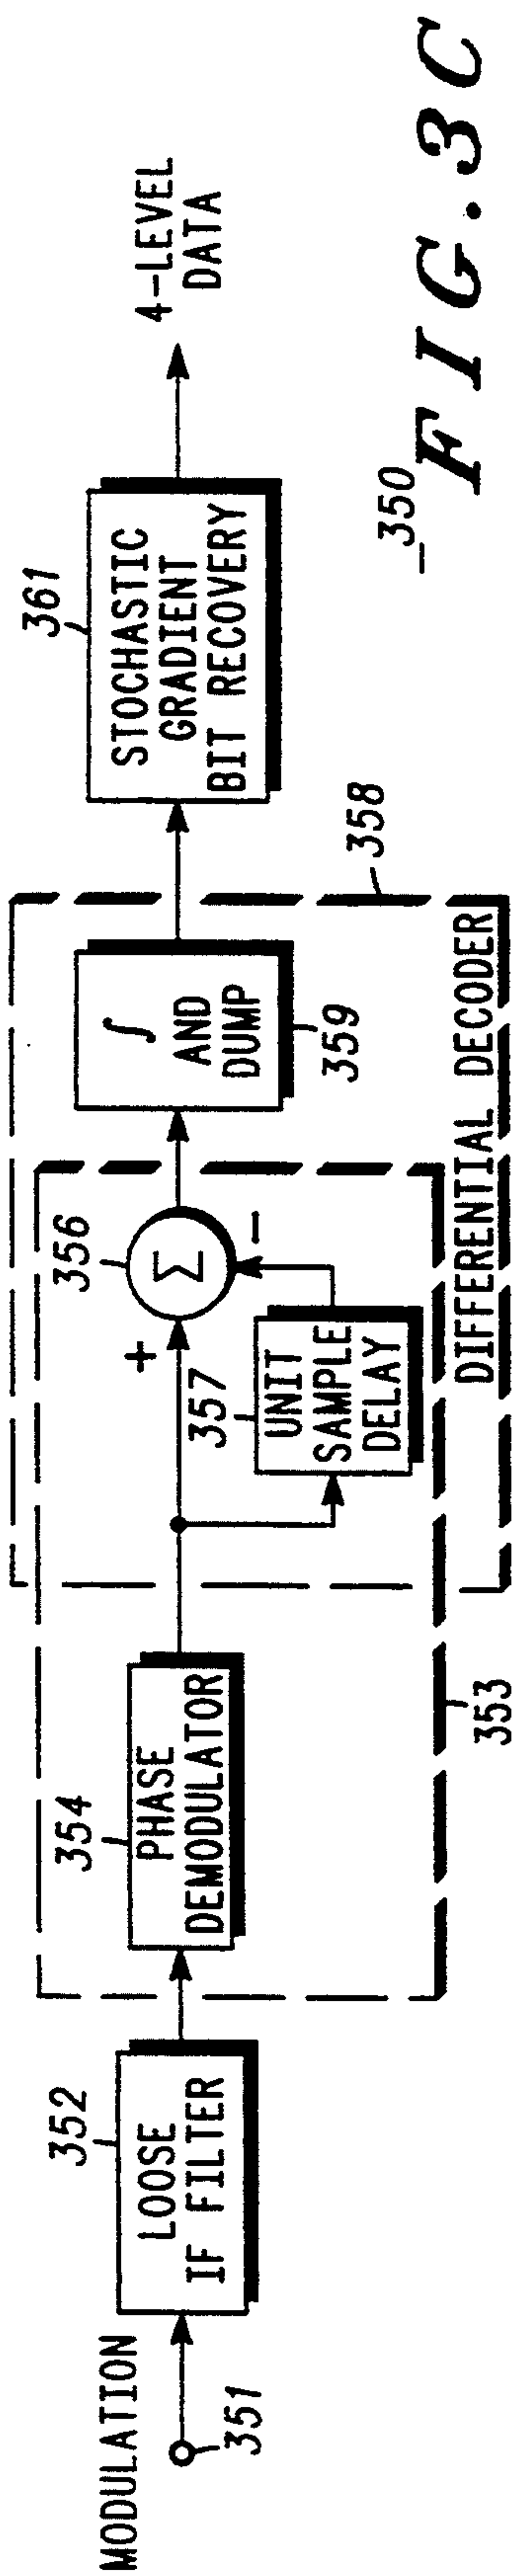 MODULATION
351
352
LOOSE
IF FILTER
354
PHASE
DEMODULATOR
353
+
356
Σ
−
357
UNIT
SAMPLE
DELAY
∫
AND
DUMP
359
DIFFERENTIAL DECODER
358
361
STOCHASTIC
GRADIENT
BIT RECOVERY
4-LEVEL
DATA
350
FIG.3C